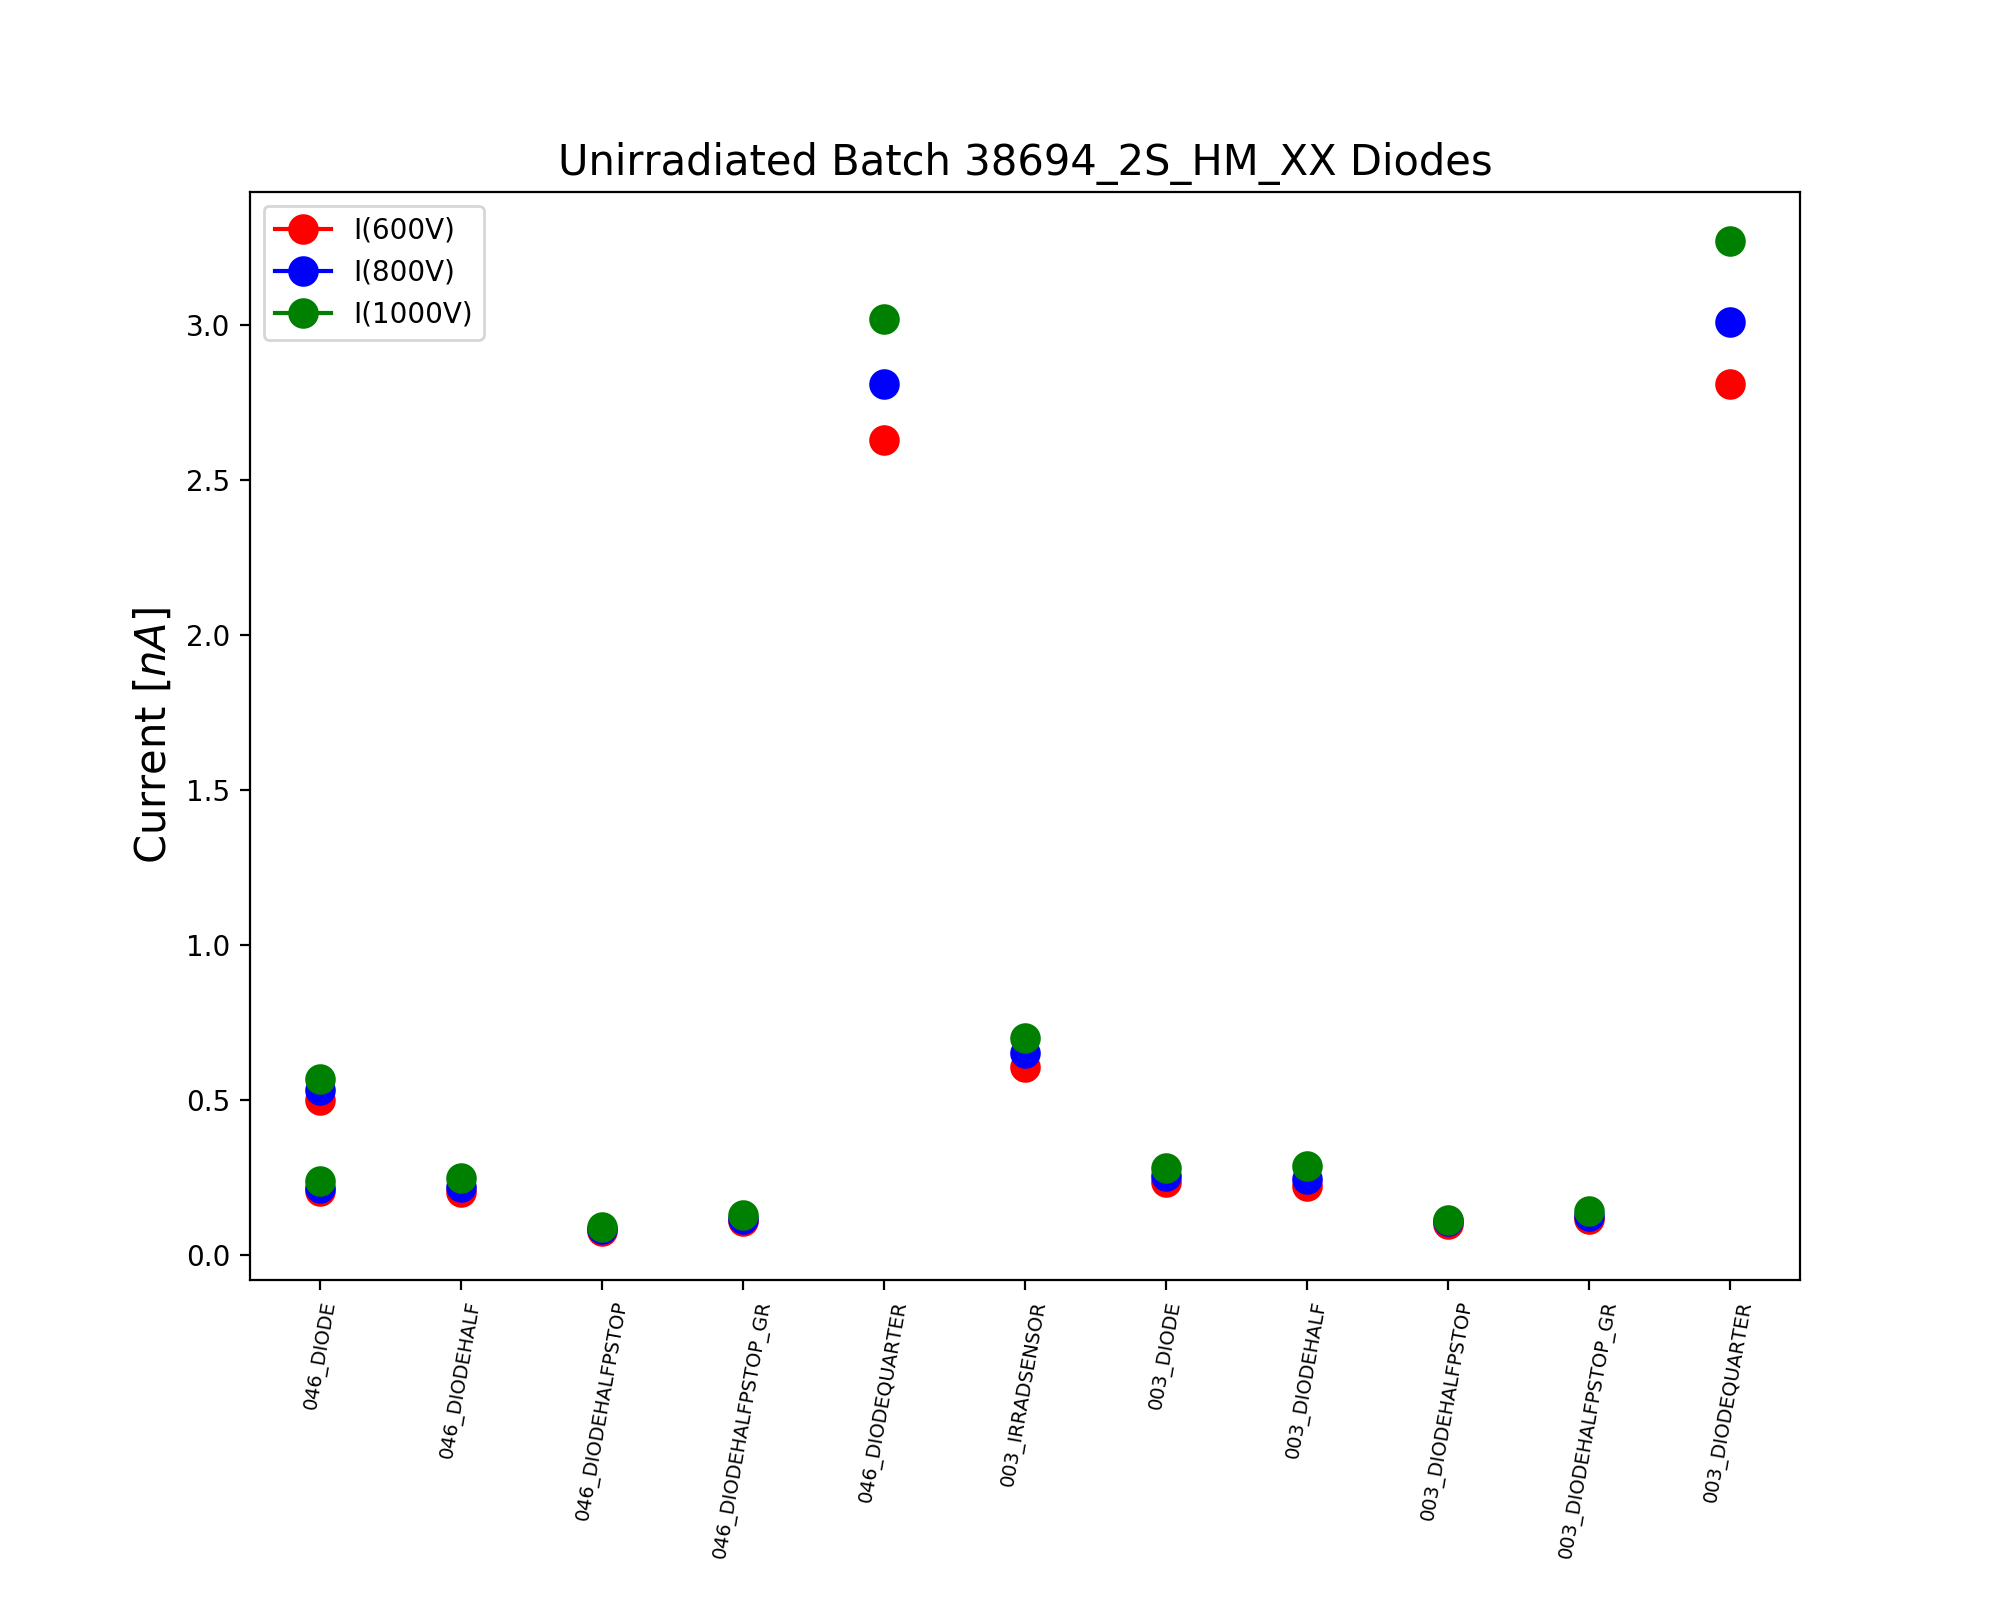 Unirradiated Batch 38694_2S_HM_XX Diodes
I(600V)
I(800V)
I(1000V)
Current [nA]
3.0
2.5
2.0
1.5
1.0
0.5
0.0
046_DIODE
046_DIODEHALF
046_DIODEHALFPSTOP
046_DIODEHALFPSTOP_GR
046_DIODEQUARTER
003_IRRADSENSOR
003_DIODE
003_DIODEHALF
003_DIODEHALFPSTOP
003_DIODEHALFPSTOP_GR
003_DIODEQUARTER